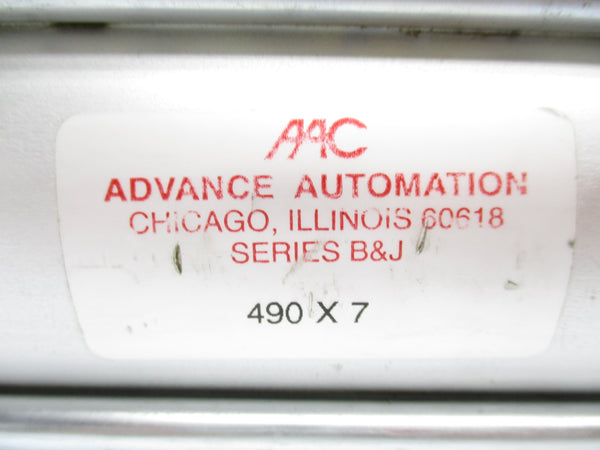 AAC
ADVANCE AUTOMATION
CHICAGO, ILLINOIS 60618
SERIES B&J
490 X 7